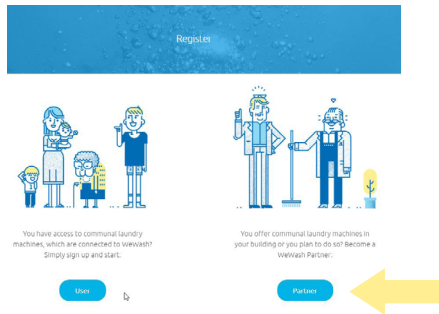 Register
You have access to communal laundry
machines, which are connected to WeWash?
Simply sign up and start.
User
You offer communal laundry machines in
your building or you plan to do so? Become a
WeWash Partner.
Partner